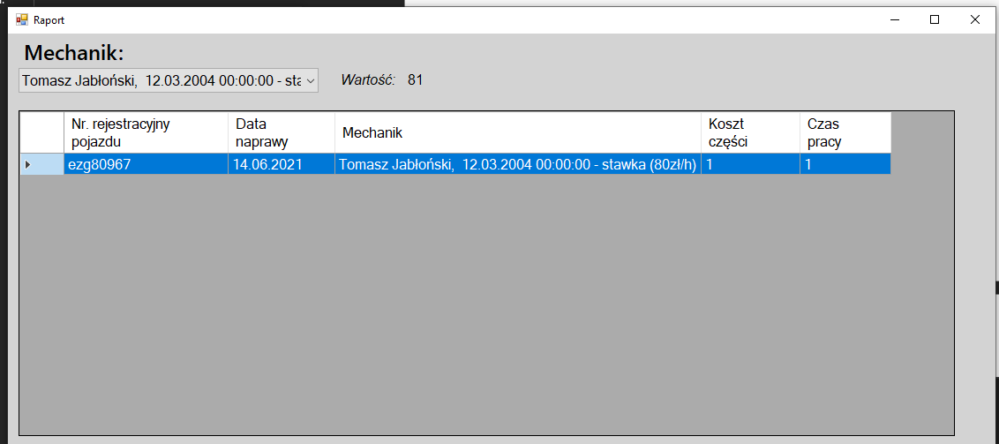 Raport
Mechanik:
Tomasz Jabłoński,  12.03.2004 00:00:00 - sta
Wartość: 81
Nr. rejestracyjny pojazdu
Data naprawy
Mechanik
Koszt części
Czas pracy
ezg80967 14.06.2021 Tomasz Jabłoński,  12.03.2004 00:00:00 - stawka (80zł/h) 1 1